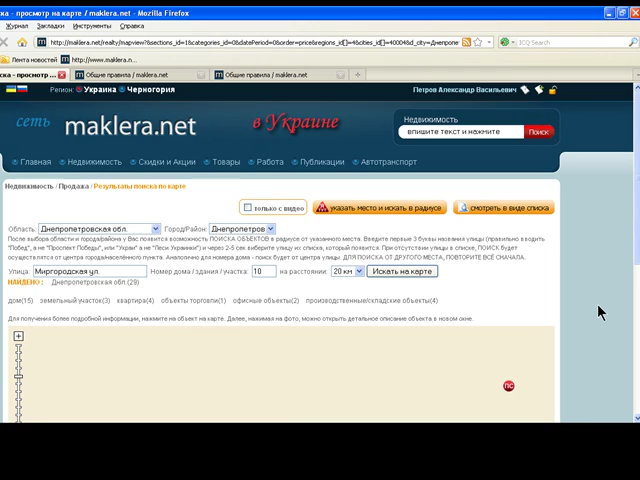 ка - просмотр на карте / maklera.net - Mozilla Firefox
Журнал Закладки Инструменты Справка
http://maklera.net/realty/mapview?sections_id=1&categories_id=0&datePeriod=0&order=price&regions_id[]=4&cities_id[]=40004&d_city=Днепропе
ICQ Search
Лента новостей http://www.makler.n...
ска - просмот... Общие правила / maklera.net Общие правила / maklera.net
Регион: Украина Черногория Петров Александр Васильевич
сеть maklera.net в Украине
Недвижимость
впишите текст и нажмите Поиск
Главная Недвижимость Скидки и Акции Товары Работа Публикации Автотранспорт
Недвижимость / Продажа / Результаты поиска по карте
только с видео указать место и искать в радиусе смотреть в виде списка
Область: Днепропетровская обл. Город/Район: Днепропетров
После выбора области и города/района у Вас появится возможность ПОИСКА ОБЪЕКТОВ в радиусе от указанного места. Введите первые 3 буквы названия улицы (правильно вводить
"Побед", а не "Проспект Победы", или "Украи" а не "Леси Украинки") и через 2-5 сек выберите улицу из списка, который появится. При отсутствии улицы в списке, ПОИСК будет
осуществлятся от центра города/населённого пункта. Аналогично для номера дома - поиск будет от центра улицы. ДЛЯ ПОИСКА ОТ ДРУГОГО МЕСТА, ПОВТОРИТЕ ВСЁ СНАЧАЛА.
Улица: Миргородская ул. Номер дома / здания / участка: 10 на расстоянии: 20 км Искать на карте
НАЙДЕНО: Днепропетровская обл.(29)
дом(15) земельный участок(3) квартира(4) объекты торговли(1) офисные объекты(2) производственные/складские объекты(4)
Для получения более подробной информации, нажмите на объект на карте. Далее, нажимая на фото, можно открыть детальное описание объекта в новом окне.
ПС